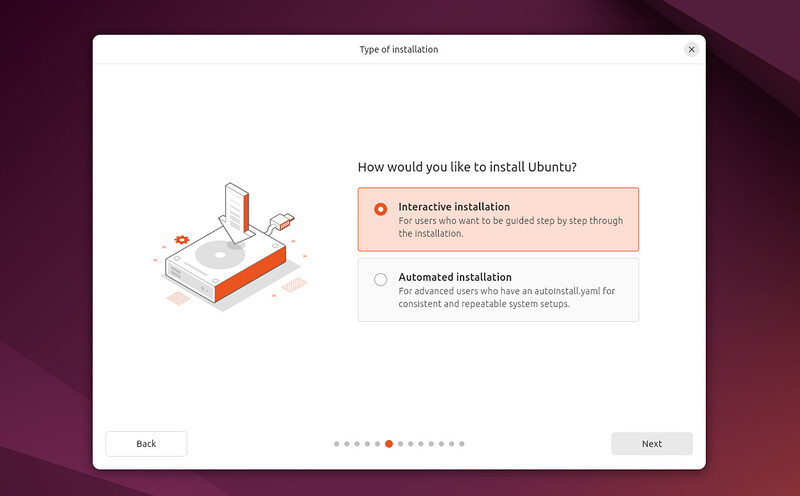 Type of installation
How would you like to install Ubuntu?
Interactive installation
For users who want to be guided step by step through
the installation.
Automated installation
For advanced users who have an autoinstall.yaml for
consistent and repeatable system setups.
Back
Next